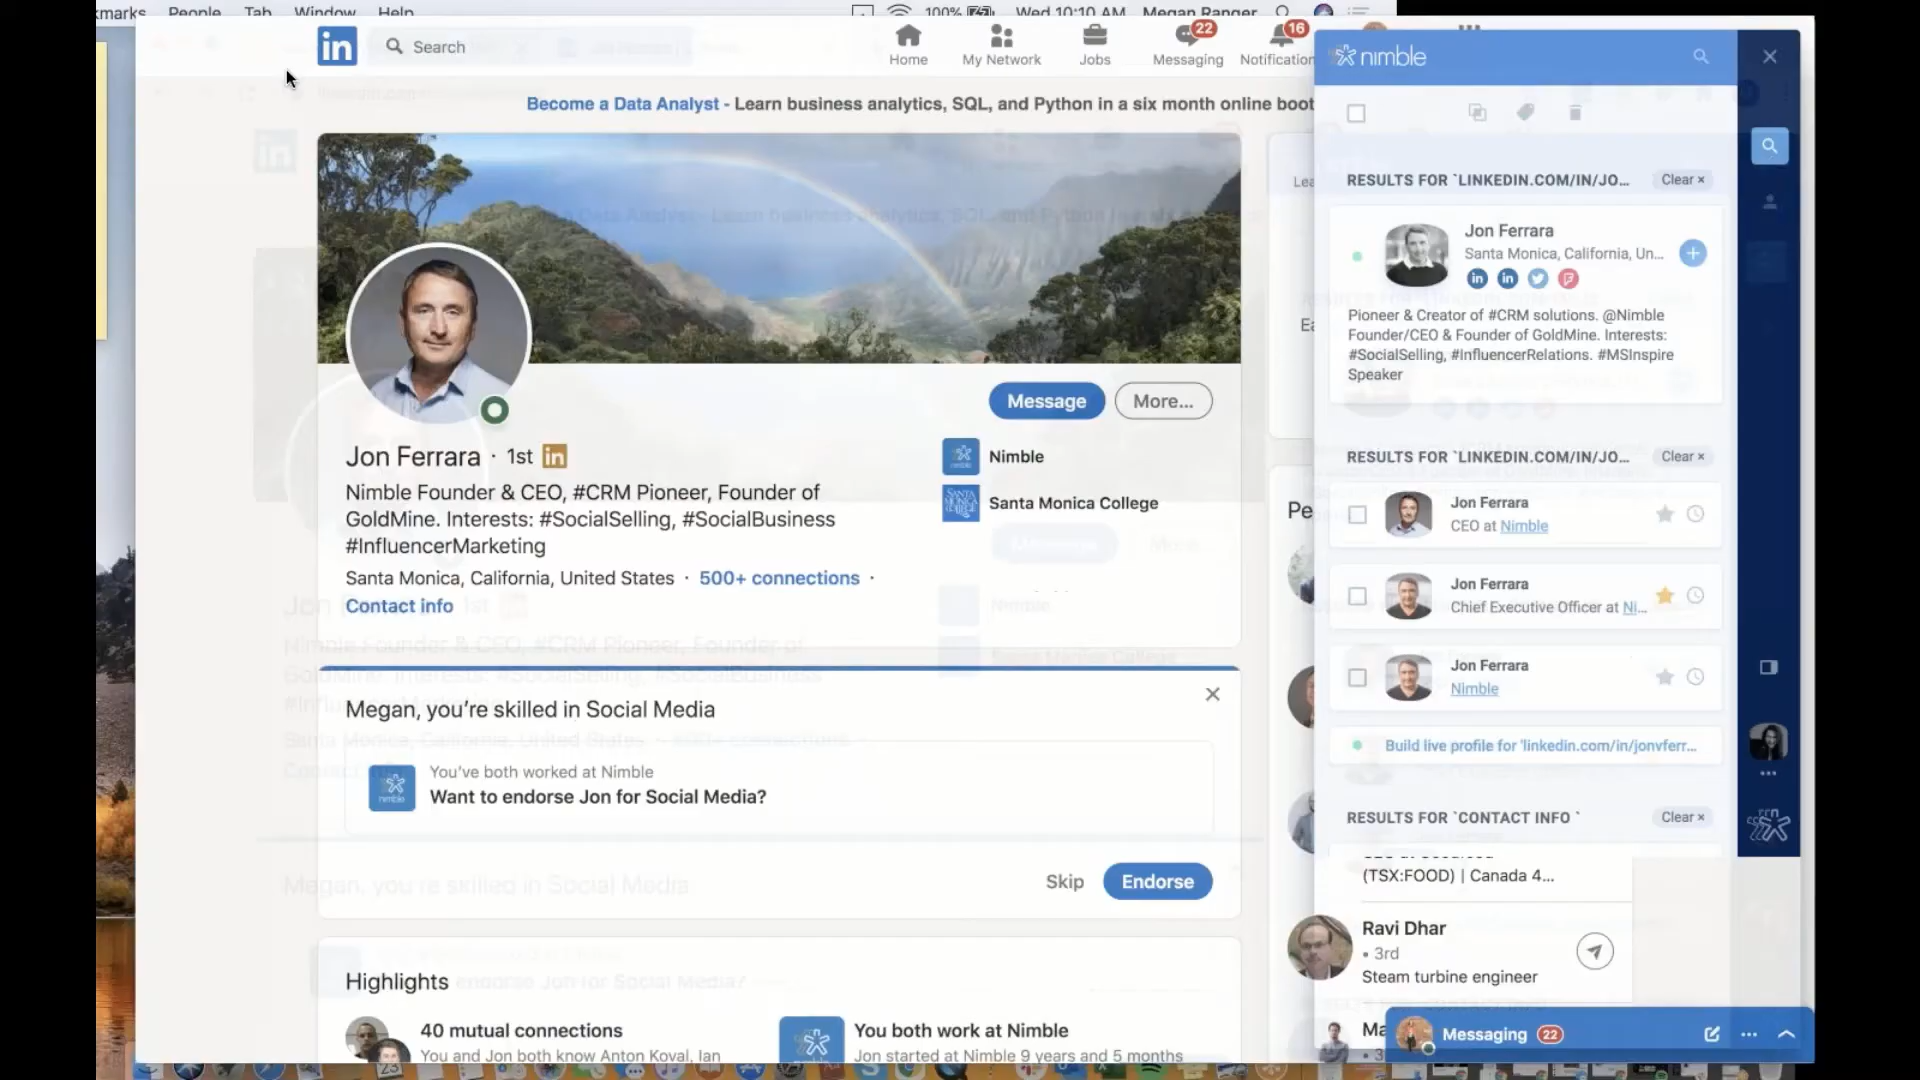 kmarks People Tab Window Help 100% Wed 10:10 AM Megan Ranger
in Search Home My Network Jobs Messaging 22 Notification 16
Become a Data Analyst - Learn business analytics, SQL, and Python in a six month online boot
Jon Ferrara · 1st in
Nimble Founder & CEO, #CRM Pioneer, Founder of
GoldMine. Interests: #SocialSelling, #SocialBusiness
#InfluencerMarketing
Santa Monica, California, United States · 500+ connections ·
Contact info
Message More...
Nimble
Santa Monica College
Megan, you're skilled in Social Media
You've both worked at Nimble
Want to endorse Jon for Social Media?
Skip Endorse
Highlights
40 mutual connections
You and Jon both know Anton Koval, Ian
You both work at Nimble
Jon started at Nimble 9 years and 5 months
Lea
Ea
Pe
nimble
RESULTS FOR `LINKEDIN.COM/IN/JO... Clear ×
Jon Ferrara
Santa Monica, California, Un...
Pioneer & Creator of #CRM solutions. @Nimble
Founder/CEO & Founder of GoldMine. Interests:
#SocialSelling, #InfluencerRelations. #MSInspire
Speaker
RESULTS FOR `LINKEDIN.COM/IN/JO... Clear ×
Jon Ferrara
CEO at Nimble
Jon Ferrara
Chief Executive Officer at Ni...
Jon Ferrara
Nimble
Build live profile for 'linkedin.com/in/jonvferr...
RESULTS FOR `CONTACT INFO ` Clear ×
(TSX:FOOD) | Canada 4...
Ravi Dhar
• 3rd
Steam turbine engineer
Ma
Messaging 22